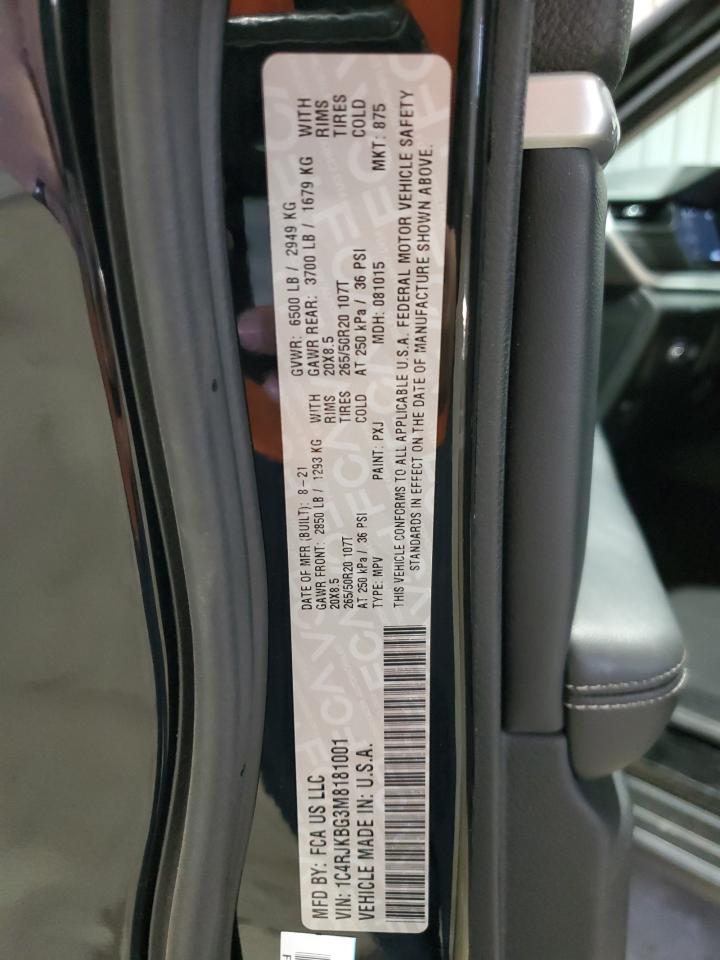 MFD BY: FCA US LLC
VIN: 1C4RJKBG3M8181001
VEHICLE MADE IN: U.S.A.
DATE OF MFR (BUILT): 8-21
GVWR: 6500 LB / 2949 KG
GAWR FRONT: 2850 LB / 1293 KG WITH
GAWR REAR: 3700 LB / 1679 KG WITH
20X8.5 RIMS
20X8.5 RIMS
265/50R20 107T TIRES
265/50R20 107T TIRES
AT 250 kPa / 36 PSI COLD
AT 250 kPa / 36 PSI COLD
TYPE: MPV PAINT: PXJ MDH: 081015 MKT: 875
THIS VEHICLE CONFORMS TO ALL APPLICABLE U.S.A. FEDERAL MOTOR VEHICLE SAFETY
STANDARDS IN EFFECT ON THE DATE OF MANUFACTURE SHOWN ABOVE.